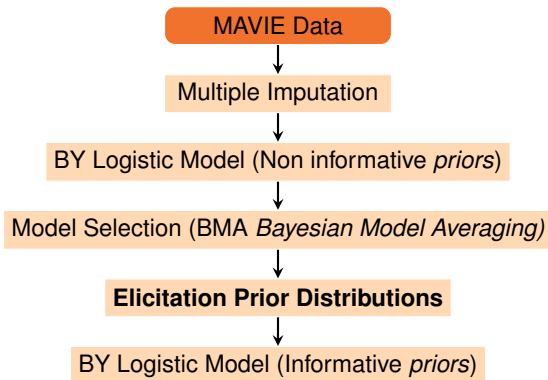 MAVIE Data
Multiple Imputation
BY Logistic Model (Non informative priors)
Model Selection (BMA Bayesian Model Averaging)
Elicitation Prior Distributions
BY Logistic Model (Informative priors)